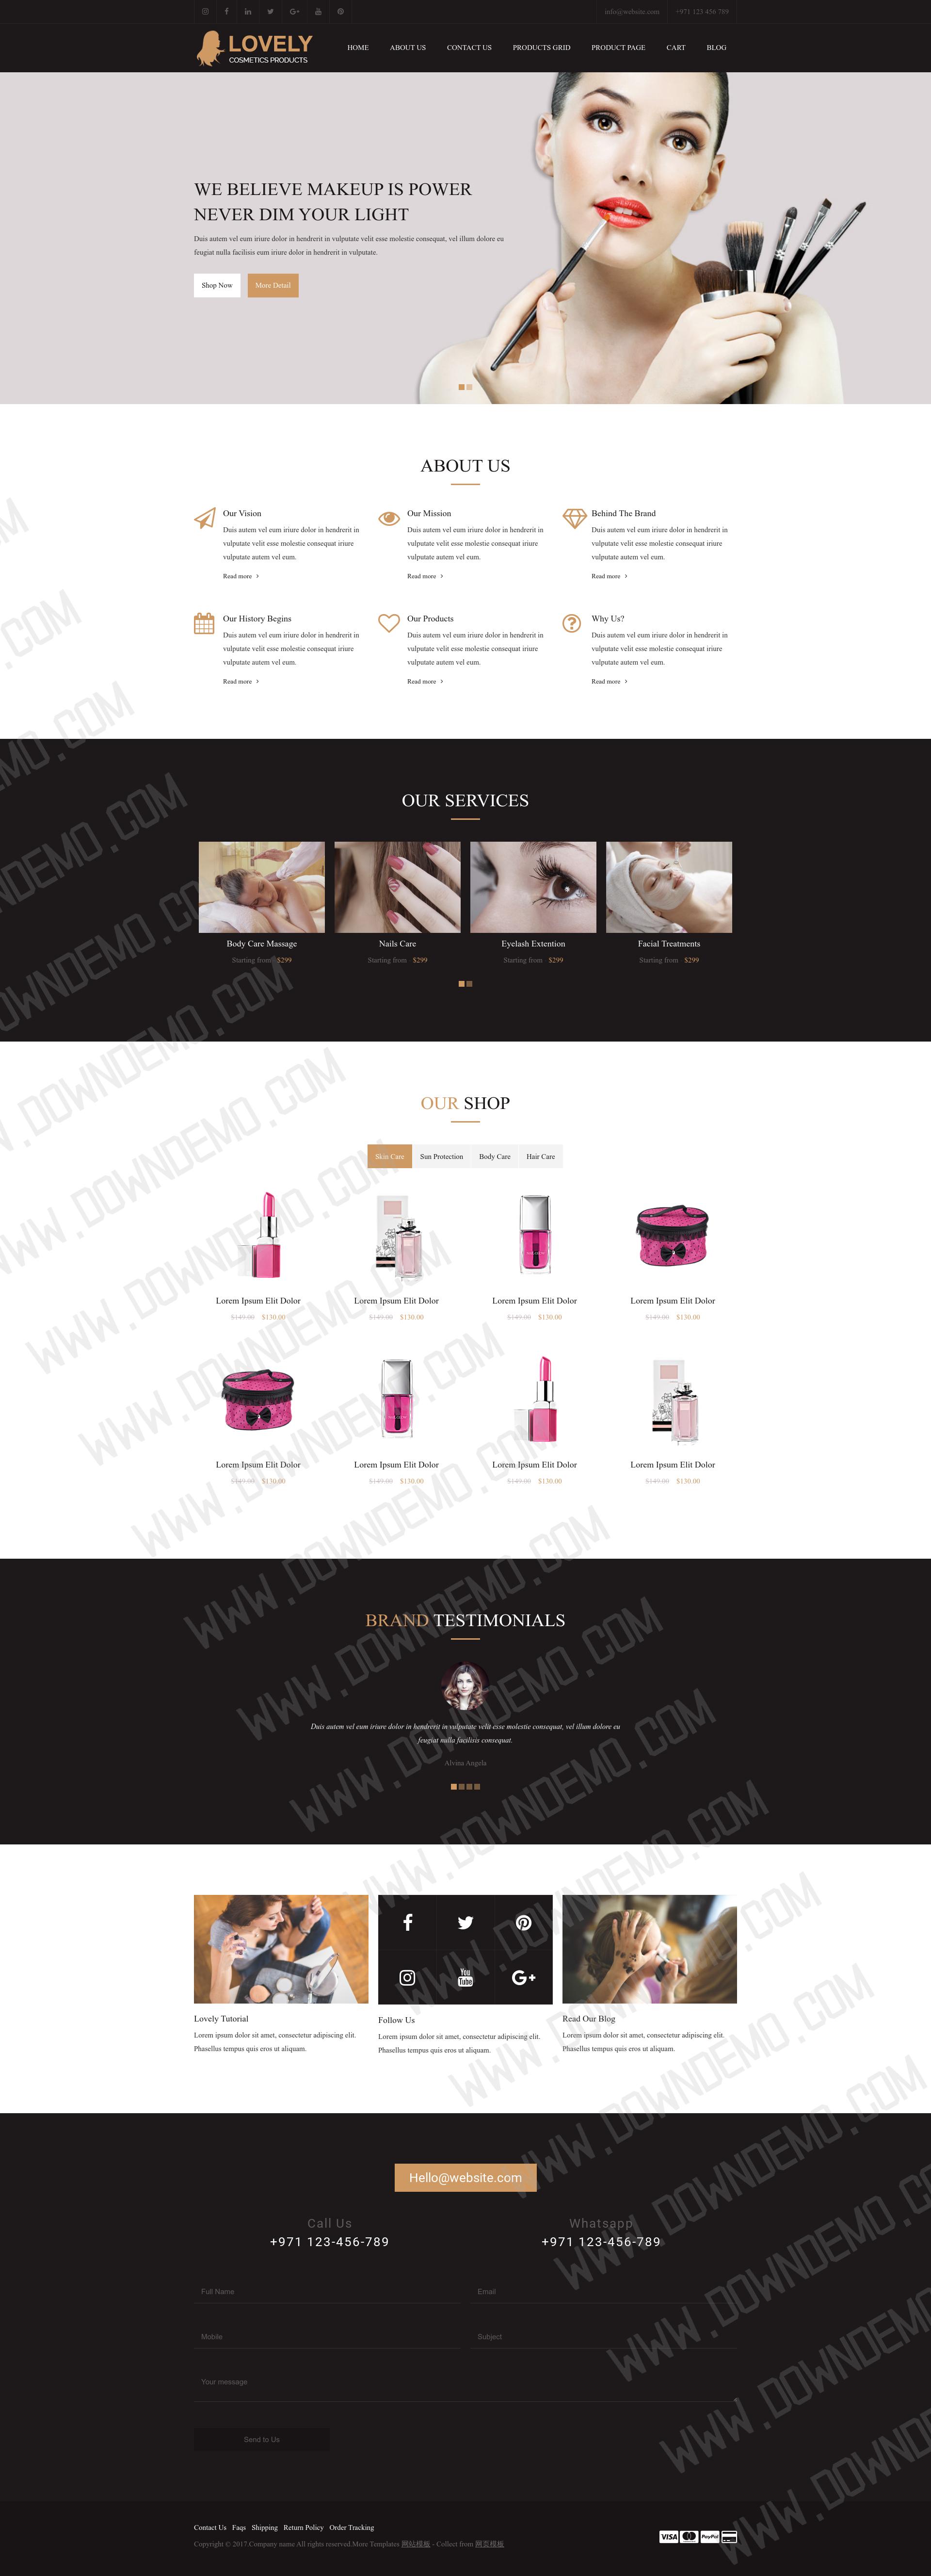 info@website.com +971 123 456 789
LOVELY
COSMETICS PRODUCTS
HOME ABOUT US CONTACT US PRODUCTS GRID PRODUCT PAGE CART BLOG
WE BELIEVE MAKEUP IS POWER
NEVER DIM YOUR LIGHT
Duis autem vel eum iriure dolor in hendrerit in vulputate velit esse molestie consequat, vel illum dolore eu
feugiat nulla facilisis eum iriure dolor in hendrerit in vulputate.
Shop Now More Detail
ABOUT US
Our Vision
Duis autem vel eum iriure dolor in hendrerit in
vulputate velit esse molestie consequat iriure
vulputate autem vel eum.
Read more
Our Mission
Duis autem vel eum iriure dolor in hendrerit in
vulputate velit esse molestie consequat iriure
vulputate autem vel eum.
Read more
Behind The Brand
Duis autem vel eum iriure dolor in hendrerit in
vulputate velit esse molestie consequat iriure
vulputate autem vel eum.
Read more
Our History Begins
Duis autem vel eum iriure dolor in hendrerit in
vulputate velit esse molestie consequat iriure
vulputate autem vel eum.
Read more
Our Products
Duis autem vel eum iriure dolor in hendrerit in
vulputate velit esse molestie consequat iriure
vulputate autem vel eum.
Read more
Why Us?
Duis autem vel eum iriure dolor in hendrerit in
vulputate velit esse molestie consequat iriure
vulputate autem vel eum.
Read more
OUR SERVICES
Body Care Massage
Starting from $299
Nails Care
Starting from $299
Eyelash Extention
Starting from $299
Facial Treatments
Starting from $299
OUR SHOP
Skin Care Sun Protection Body Care Hair Care
Lorem Ipsum Elit Dolor
$149.00 $130.00
Lorem Ipsum Elit Dolor
$149.00 $130.00
Lorem Ipsum Elit Dolor
$149.00 $130.00
Lorem Ipsum Elit Dolor
$149.00 $130.00
Lorem Ipsum Elit Dolor
$149.00 $130.00
Lorem Ipsum Elit Dolor
$149.00 $130.00
Lorem Ipsum Elit Dolor
$149.00 $130.00
Lorem Ipsum Elit Dolor
$149.00 $130.00
BRAND TESTIMONIALS
Duis autem vel eum iriure dolor in hendrerit in vulputate velit esse molestie consequat, vel illum dolore eu
feugiat nulla facilisis consequat.
Alvina Angela
Lovely Tutorial
Lorem ipsum dolor sit amet, consectetur adipiscing elit.
Phasellus tempus quis eros ut aliquam.
You Tube
Follow Us
Lorem ipsum dolor sit amet, consectetur adipiscing elit.
Phasellus tempus quis eros ut aliquam.
Read Our Blog
Lorem ipsum dolor sit amet, consectetur adipiscing elit.
Phasellus tempus quis eros ut aliquam.
Hello@website.com
Call Us
+971 123-456-789
Whatsapp
+971 123-456-789
Full Name Email
Mobile Subject
Your message
Send to Us
Contact Us Faqs Shipping Return Policy Order Tracking
Copyright © 2017.Company name All rights reserved.More Templates 网站模板 - Collect from 网页模板
VISA PayPal
WWW.DOWNDEMO.COM